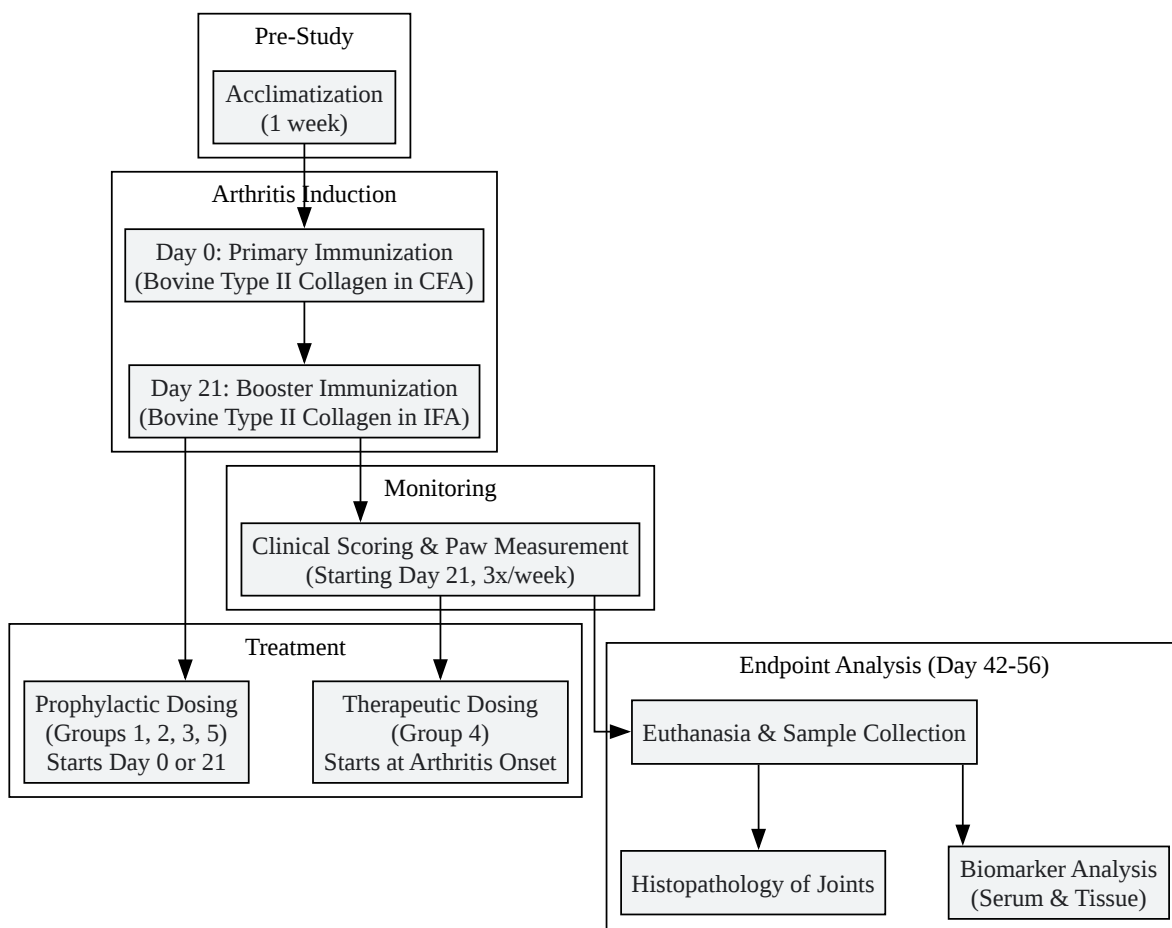 Pre-Study
Acclimatization
(1 week)
Arthritis Induction
Day 0: Primary Immunization
(Bovine Type II Collagen in CFA)
Day 21: Booster Immunization
(Bovine Type II Collagen in IFA)
Monitoring
Clinical Scoring & Paw Measurement
(Starting Day 21, 3x/week)
Treatment
Prophylactic Dosing
(Groups 1, 2, 3, 5)
Starts Day 0 or 21
Therapeutic Dosing
(Group 4)
Starts at Arthritis Onset
Endpoint Analysis (Day 42-56)
Euthanasia & Sample Collection
Histopathology of Joints
Biomarker Analysis
(Serum & Tissue)